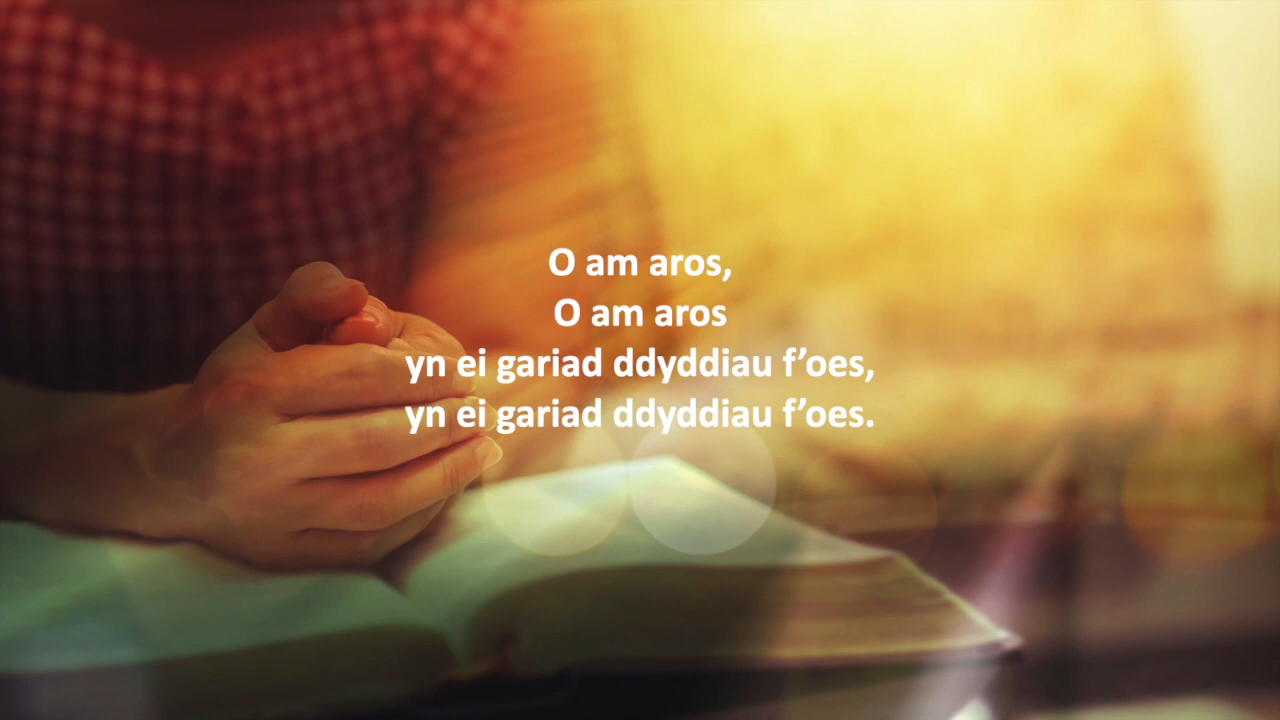 O am aros,
O am aros
yn ei gariad ddyddiau f’oes,
yn ei gariad ddyddiau f’oes.